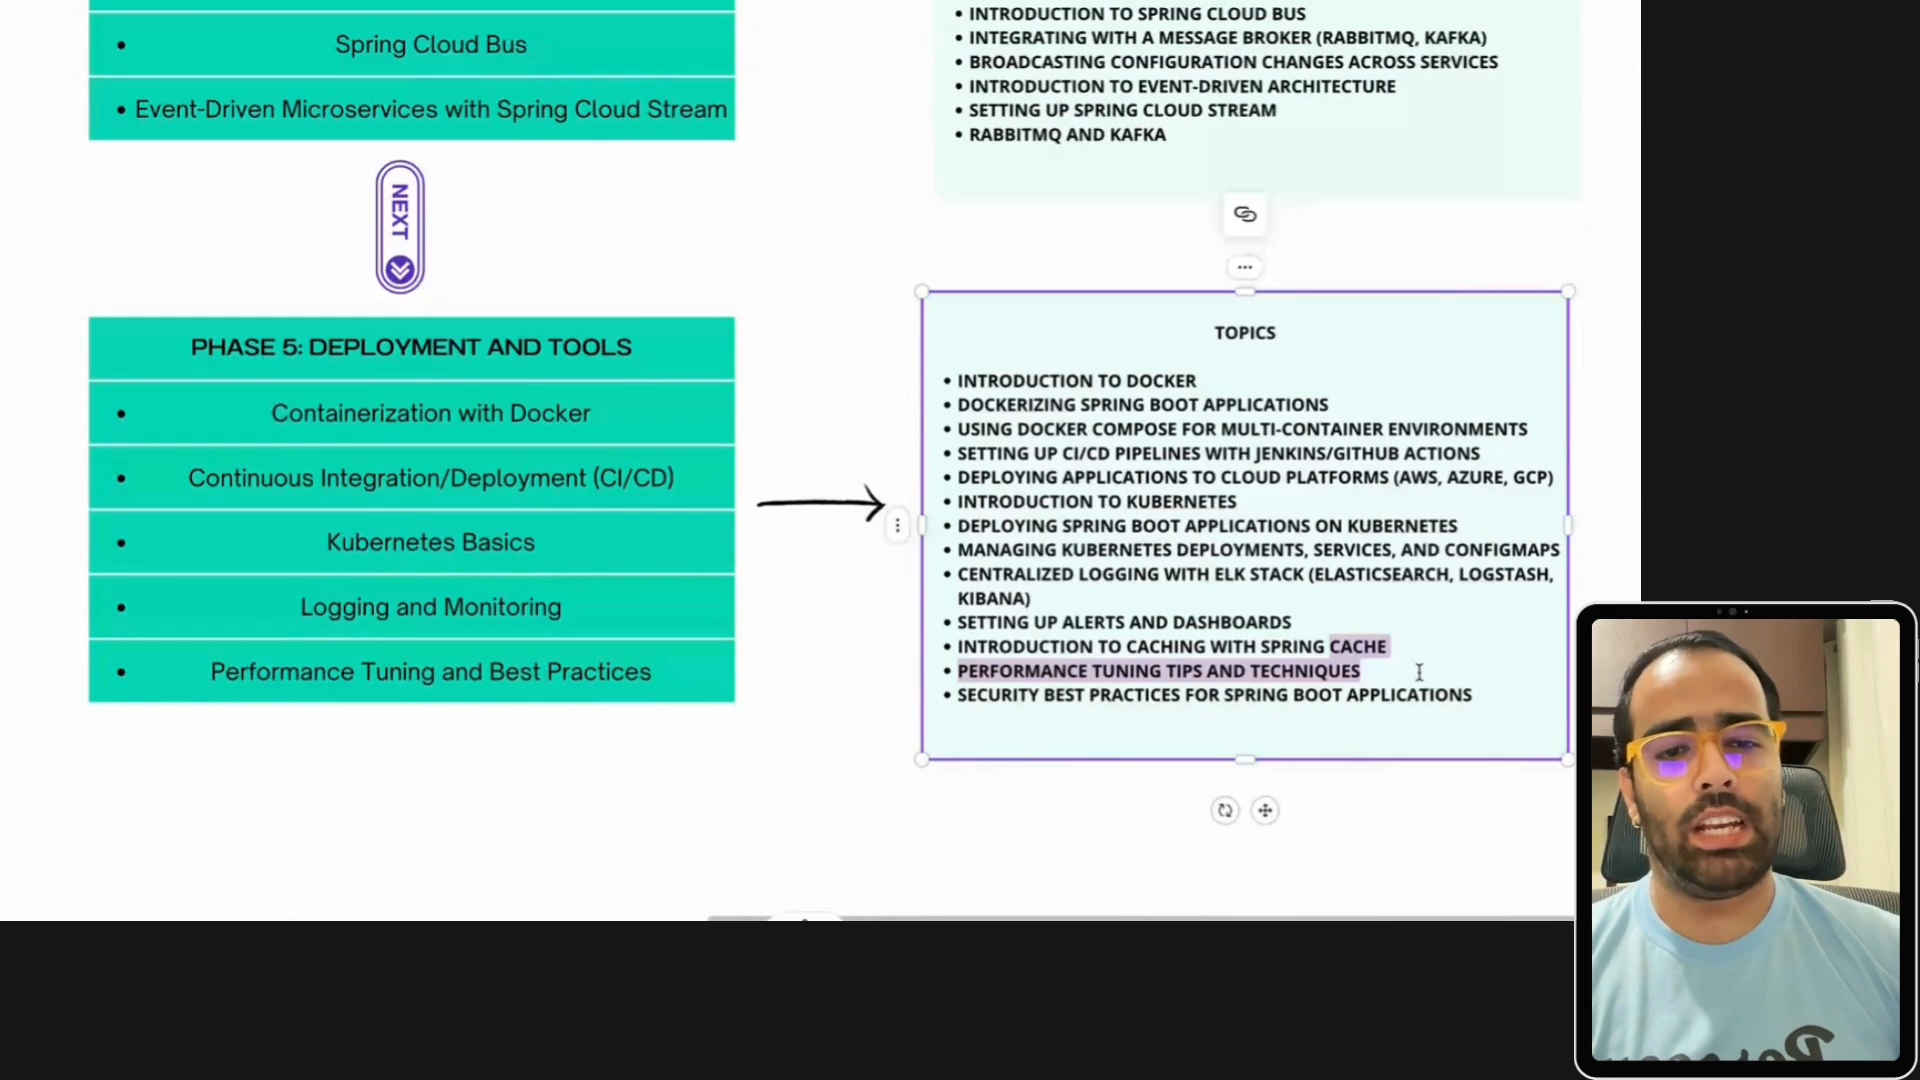 Spring Cloud Bus
Event-Driven Microservices with Spring Cloud Stream
INTRODUCTION TO SPRING CLOUD BUS
INTEGRATING WITH A MESSAGE BROKER (RABBITMQ, KAFKA)
BROADCASTING CONFIGURATION CHANGES ACROSS SERVICES
INTRODUCTION TO EVENT-DRIVEN ARCHITECTURE
SETTING UP SPRING CLOUD STREAM
RABBITMQ AND KAFKA
NEXT
PHASE 5: DEPLOYMENT AND TOOLS
Containerization with Docker
Continuous Integration/Deployment (CI/CD)
Kubernetes Basics
Logging and Monitoring
Performance Tuning and Best Practices
TOPICS
INTRODUCTION TO DOCKER
DOCKERIZING SPRING BOOT APPLICATIONS
USING DOCKER COMPOSE FOR MULTI-CONTAINER ENVIRONMENTS
SETTING UP CI/CD PIPELINES WITH JENKINS/GITHUB ACTIONS
DEPLOYING APPLICATIONS TO CLOUD PLATFORMS (AWS, AZURE, GCP)
INTRODUCTION TO KUBERNETES
DEPLOYING SPRING BOOT APPLICATIONS ON KUBERNETES
MANAGING KUBERNETES DEPLOYMENTS, SERVICES, AND CONFIGMAPS
CENTRALIZED LOGGING WITH ELK STACK (ELASTICSEARCH, LOGSTASH,
KIBANA)
SETTING UP ALERTS AND DASHBOARDS
INTRODUCTION TO CACHING WITH SPRING CACHE
PERFORMANCE TUNING TIPS AND TECHNIQUES
SECURITY BEST PRACTICES FOR SPRING BOOT APPLICATIONS